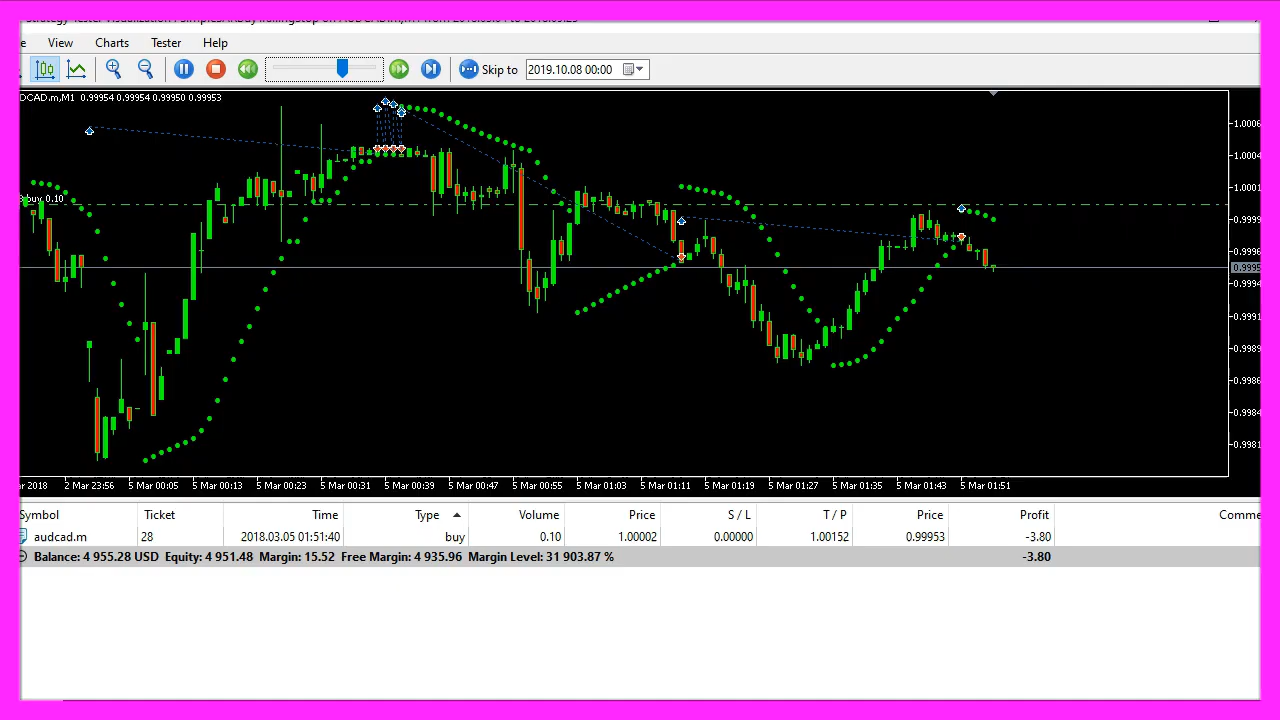 e View Charts Tester Help
Skip to 2019.10.08 00:00
DCAD.m,M1 0.99954 0.99954 0.99950 0.99953
1.0006
1.0004
1.0001
buy 0.10
0.9999
0.9996
0.9995
0.9994
0.9991
0.9989
0.9986
0.9984
0.9981
ar 2018 2 Mar 23:56 5 Mar 00:05 5 Mar 00:13 5 Mar 00:23 5 Mar 00:31 5 Mar 00:39 5 Mar 00:47 5 Mar 00:55 5 Mar 01:03 5 Mar 01:11 5 Mar 01:19 5 Mar 01:27 5 Mar 01:35 5 Mar 01:43 5 Mar 01:51
Symbol Ticket Time Type Volume Price S / L T / P Price Profit Comme
audcad.m 28 2018.03.05 01:51:40 buy 0.10 1.00002 0.00000 1.00152 0.99953 -3.80
Balance: 4 955.28 USD Equity: 4 951.48 Margin: 15.52 Free Margin: 4 935.96 Margin Level: 31 903.87 % -3.80